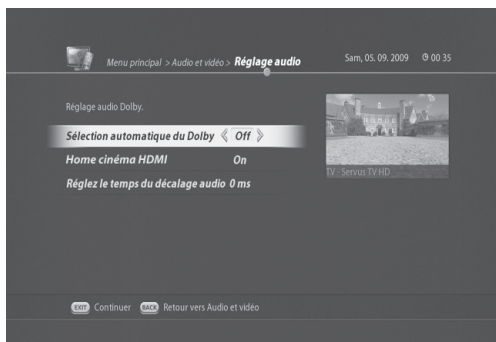 Menu principal > Audio et vidéo > Réglage audio
Sam, 05. 09. 2009 00 35
Réglage audio Dolby.
Sélection automatique du Dolby Off
Home cinéma HDMI On
Réglez le temps du décalage audio 0 ms
TV - Servus TV HD
EXIT Continuer BACK Retour vers Audio et vidéo